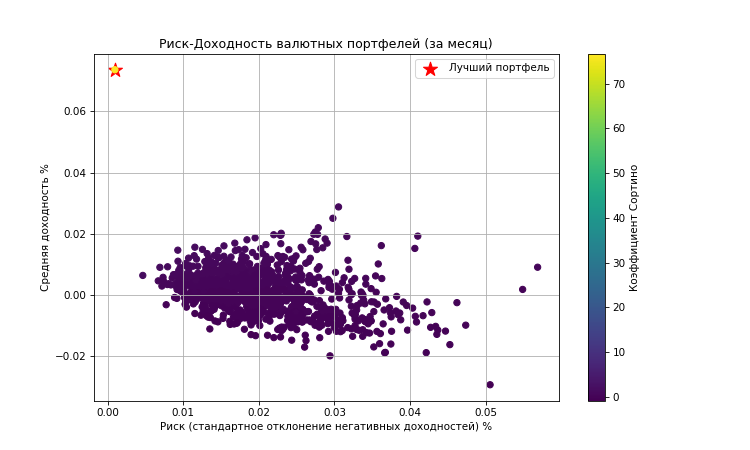 Риск-Доходность валютных портфелей (за месяц)
Лучший портфель
Средняя доходность %
0.06
0.04
0.02
0.00
−0.02
0.00 0.01 0.02 0.03 0.04 0.05
Риск (стандартное отклонение негативных доходностей) %
70
60
50
40
30
20
10
0
Коэффициент Сортино